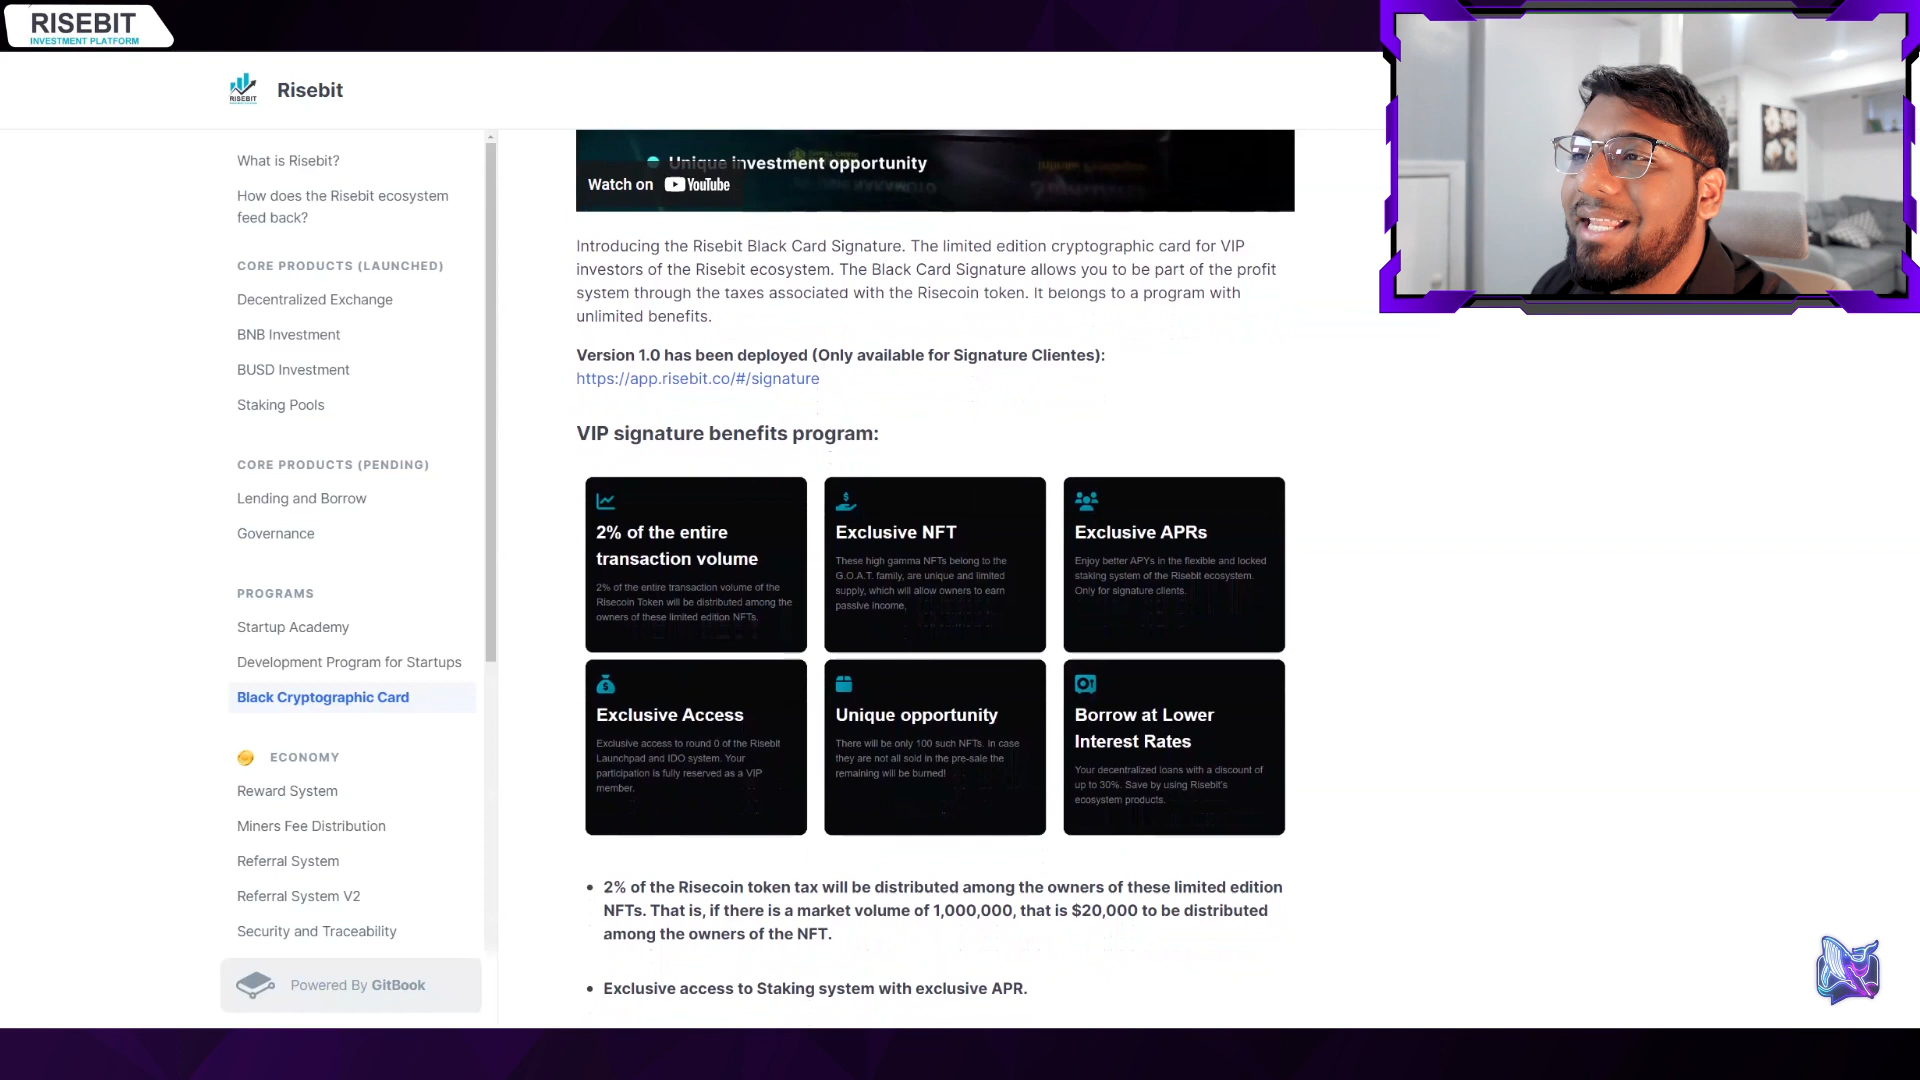 RISEBIT
INVESTMENT PLATFORM
RISEBIT
Risebit
What is Risebit?
How does the Risebit ecosystem
feed back?
CORE PRODUCTS (LAUNCHED)
Decentralized Exchange
BNB Investment
BUSD Investment
Staking Pools
CORE PRODUCTS (PENDING)
Lending and Borrow
Governance
PROGRAMS
Startup Academy
Development Program for Startups
Black Cryptographic Card
ECONOMY
Reward System
Miners Fee Distribution
Referral System
Referral System V2
Security and Traceability
Powered By GitBook
Unique investment opportunity
Watch on YouTube
Introducing the Risebit Black Card Signature. The limited edition cryptographic card for VIP
investors of the Risebit ecosystem. The Black Card Signature allows you to be part of the profit
system through the taxes associated with the Risecoin token. It belongs to a program with
unlimited benefits.
Version 1.0 has been deployed (Only available for Signature Clientes):
https://app.risebit.co/#/signature
VIP signature benefits program:
2% of the entire
transaction volume
2% of the entire transaction volume of the
Risecoin Token will be distributed among the
owners of these limited edition NFTs.
Exclusive NFT
These high gamma NFTs belong to the
G.O.A.T. family, are unique and limited
supply, which will allow owners to earn
passive income.
Exclusive APRs
Enjoy better APYs in the flexible and locked
staking system of the Risebit ecosystem.
Only for signature clients.
Exclusive Access
Exclusive access to round 0 of the Risebit
Launchpad and IDO system. Your
participation is fully reserved as a VIP
member.
Unique opportunity
There will be only 100 such NFTs. In case
they are not all sold in the pre-sale the
remaining will be burned!
Borrow at Lower
Interest Rates
Your decentralized loans with a discount of
up to 30%. Save by using Risebit's
ecosystem products.
• 2% of the Risecoin token tax will be distributed among the owners of these limited edition
NFTs. That is, if there is a market volume of 1,000,000, that is $20,000 to be distributed
among the owners of the NFT.
• Exclusive access to Staking system with exclusive APR.